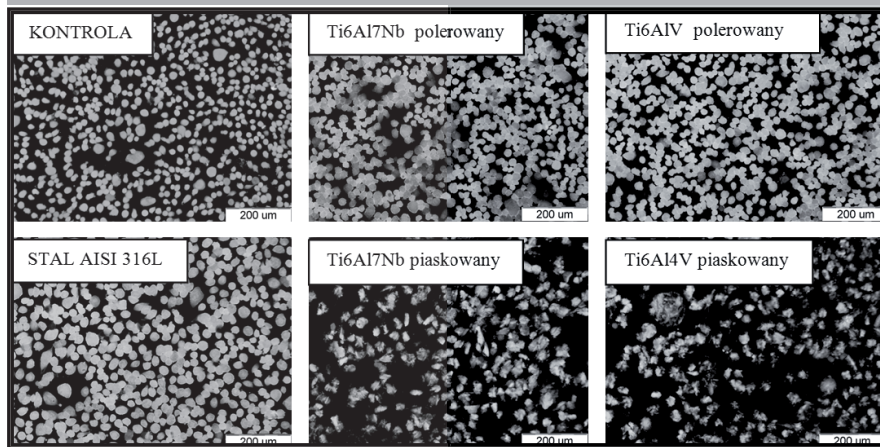 KONTROLA
Ti6Al7Nb polerowany
Ti6AlV polerowany
200 um
200 um
200 um
STAL AISI 316L
Ti6Al7Nb piaskowany
Ti6Al4V piaskowany
200 um
200 um
200 um